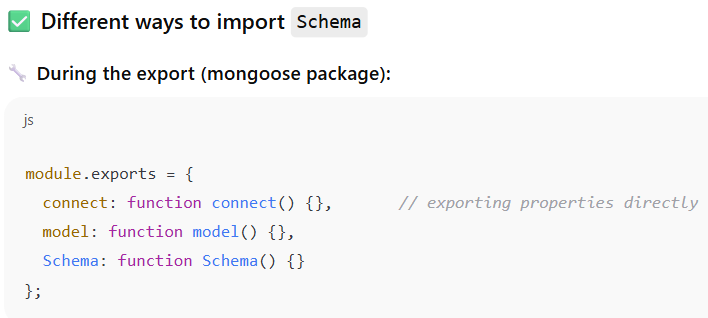 ✅ Different ways to import Schema
🔧 During the export (mongoose package):
js
module.exports = {
  connect: function connect() {},       // exporting properties directly
  model: function model() {},
  Schema: function Schema() {}
};